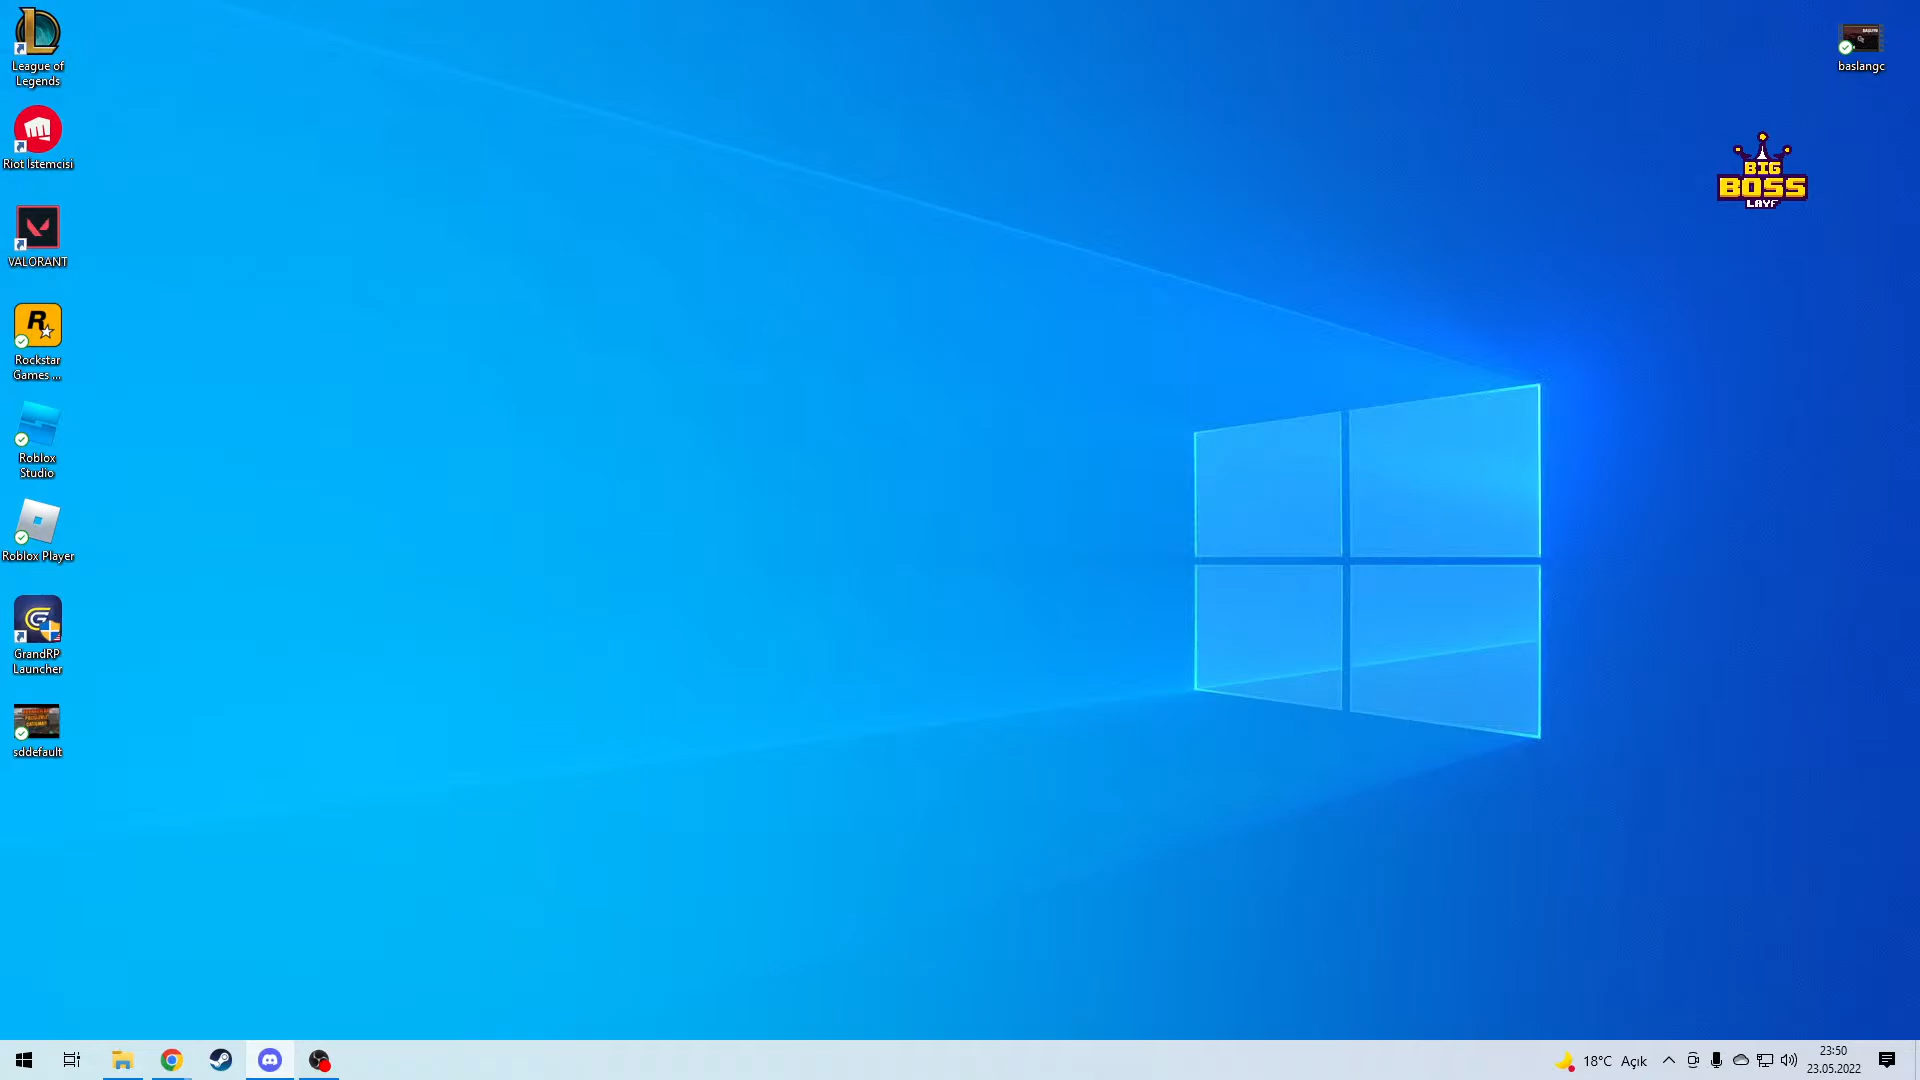 League of
Legends
Riot Istemcisi
VALORANT
Rockstar
Games ...
Roblox
Studio
Roblox Player
GrandRP
Launcher
sddefault
baslangc
BIG
BOSS
LAYF
18°C Açık
23:50
23.05.2022